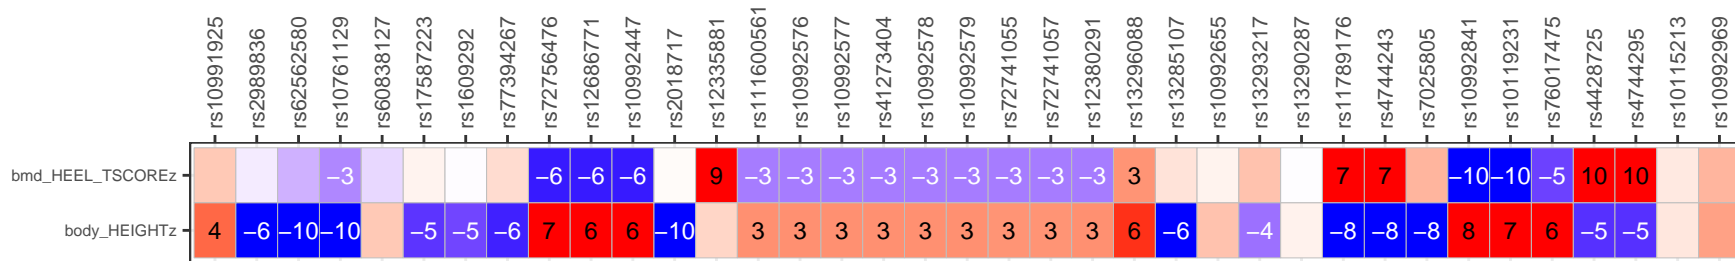 rs10991925 rs2989836 rs62562580 rs10761129 rs60838127 rs17587223 rs1609292 rs77394267 rs72756476 rs12686771 rs10992447 rs2018717 rs12335881 rs111600561 rs10992576 rs10992577 rs41273404 rs10992578 rs10992579 rs72741055 rs72741057 rs12380291 rs13296088 rs13285107 rs10992655 rs13293217 rs13290287 rs11789176 rs4744243 rs7025805 rs10992841 rs10119231 rs76017475 rs4428725 rs4744295 rs10115213 rs10992969
bmd_HEEL_TSCOREz −3 −6 −6 −6 9 −3 −3 −3 −3 −3 −3 −3 −3 −3 3 7 7 −10 −10 −5 10 10
body_HEIGHTz 4 −6 −10 −10 −5 −5 −6 7 6 6 −10 3 3 3 3 3 3 3 3 3 6 −6 −4 −8 −8 −8 8 7 6 −5 −5